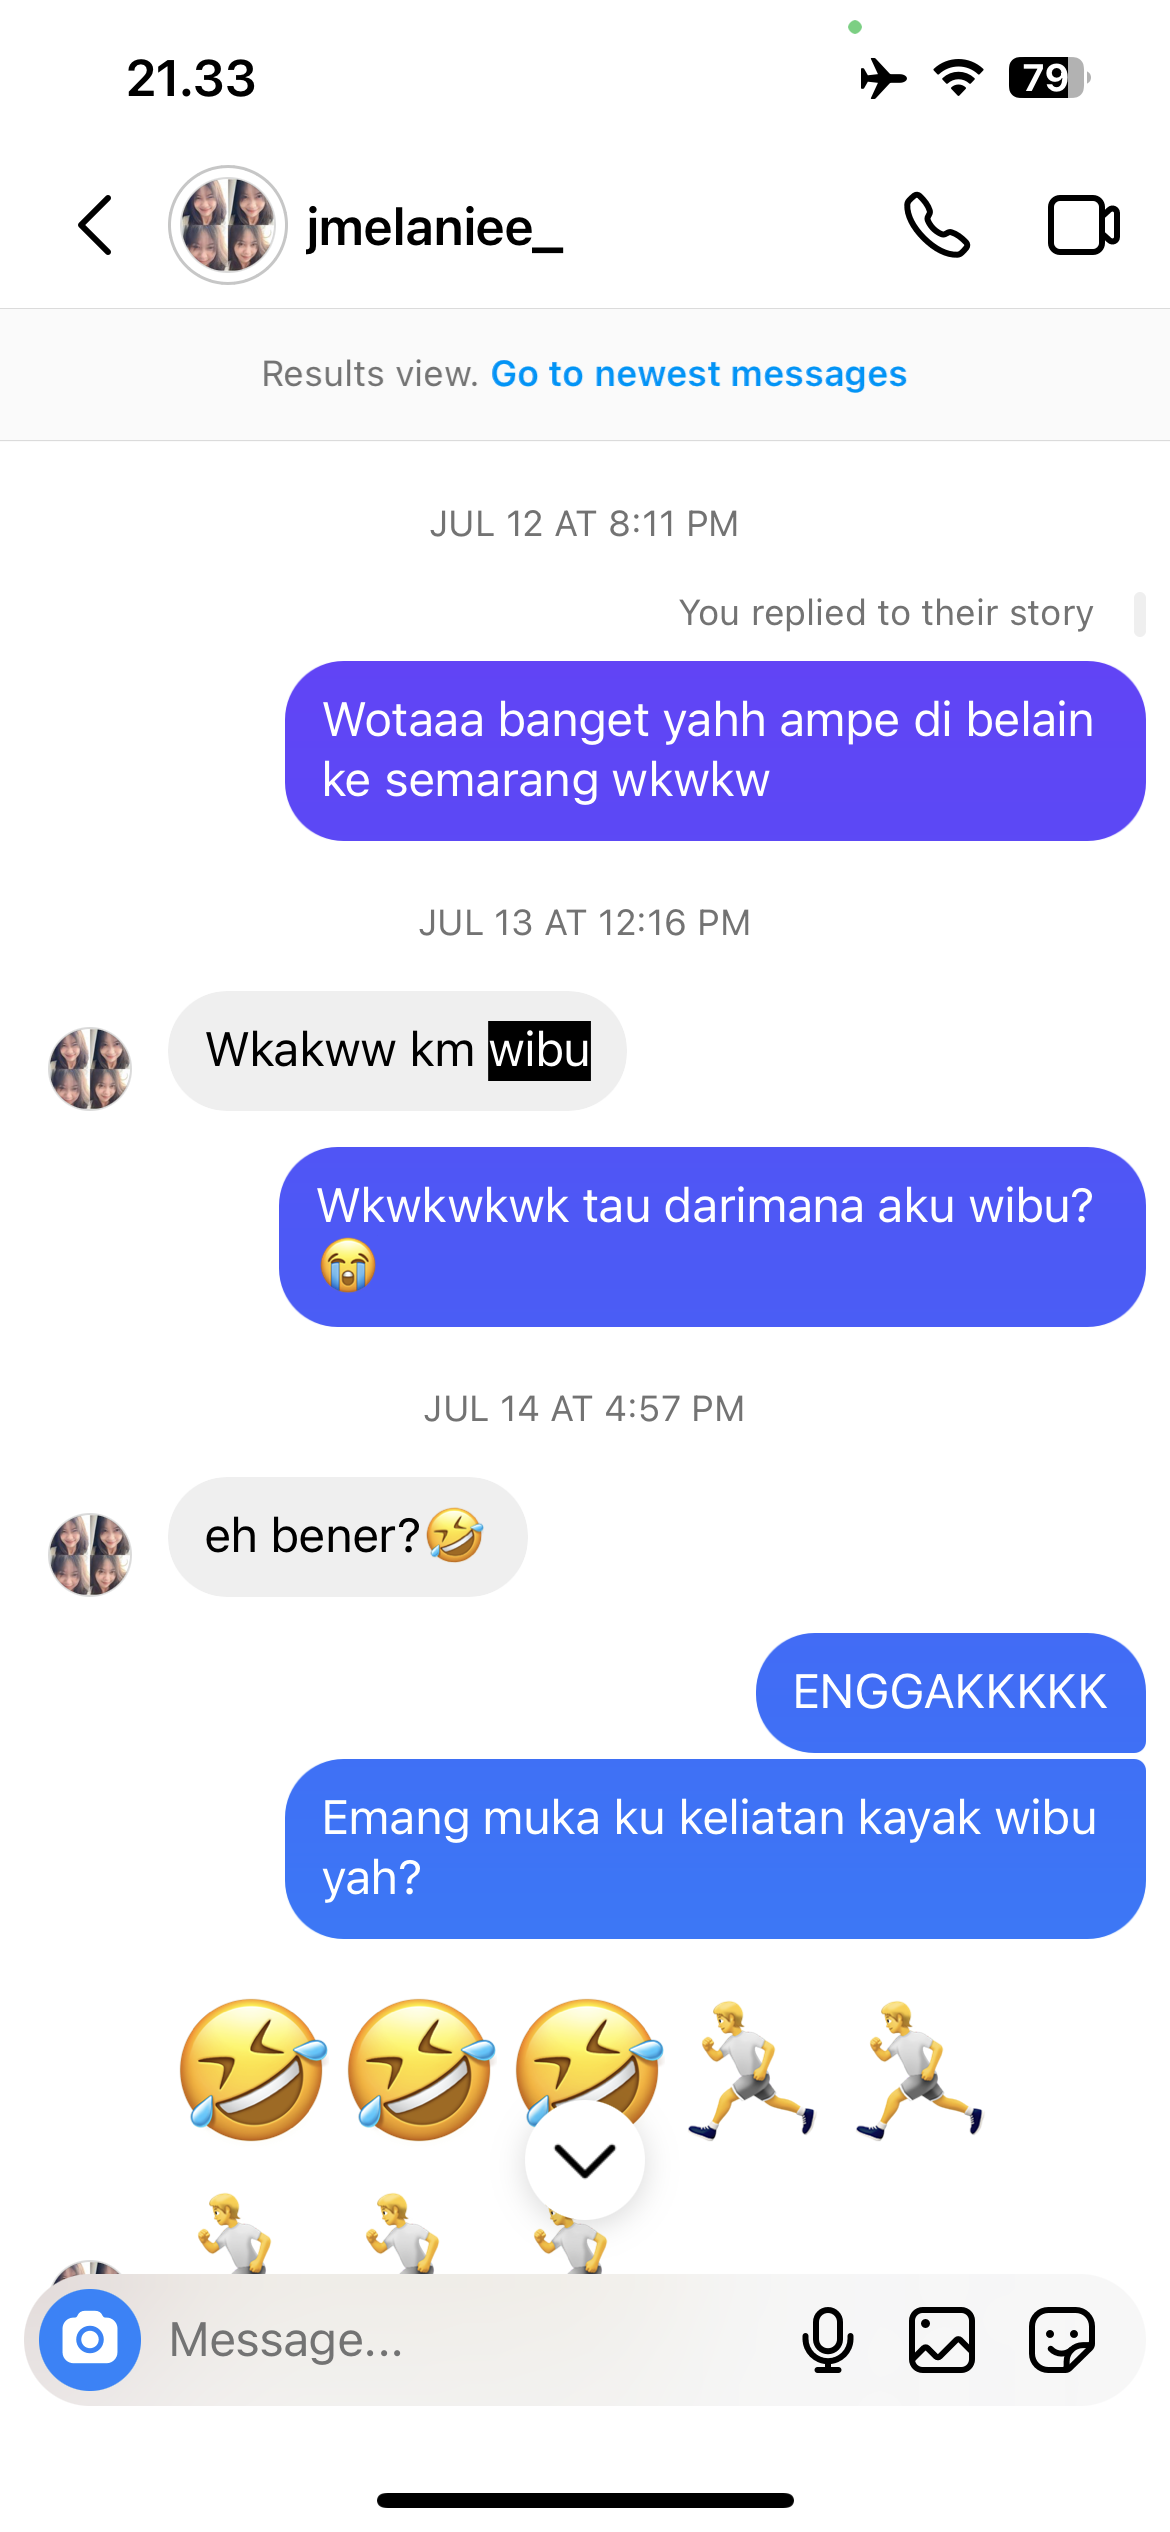 21.33
79
jmelaniee_
Results view. Go to newest messages
JUL 12 AT 8:11 PM
You replied to their story
Wotaaa banget yahh ampe di belain
ke semarang wkwkw
JUL 13 AT 12:16 PM
Wkakww km wibu
Wkwkwkwk tau darimana aku wibu?
😭
JUL 14 AT 4:57 PM
eh bener?🤣
ENGGAKKKKK
Emang muka ku keliatan kayak wibu
yah?
🤣🤣🤣🏃🏃
🏃🏃🏃
Message...